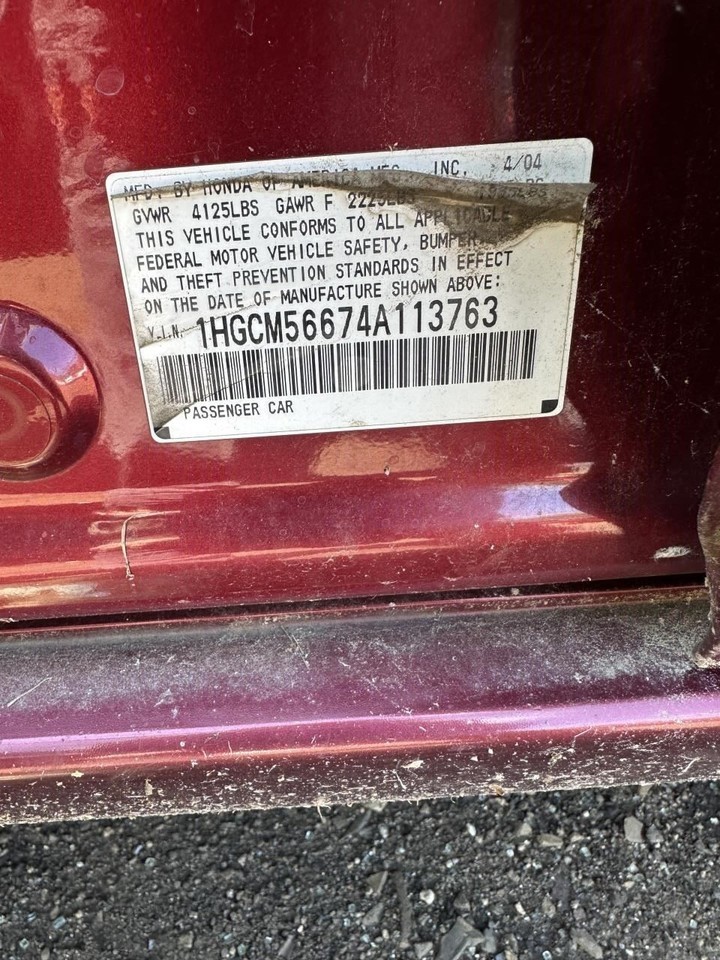 MFD. BY HONDA OF AMERICA MFG., INC. 4/04
GVWR 4125LBS GAWR F 2225LBS
THIS VEHICLE CONFORMS TO ALL APPLICABLE
FEDERAL MOTOR VEHICLE SAFETY, BUMPER,
AND THEFT PREVENTION STANDARDS IN EFFECT
ON THE DATE OF MANUFACTURE SHOWN ABOVE:
V.I.N. 1HGCM56674A113763
PASSENGER CAR